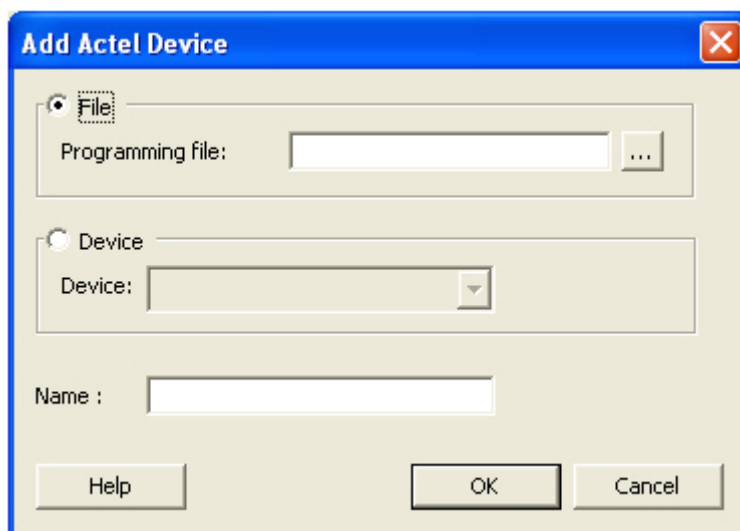 Add Actel Device
File
Programming file:
...
Device
Device:
Name :
Help OK Cancel